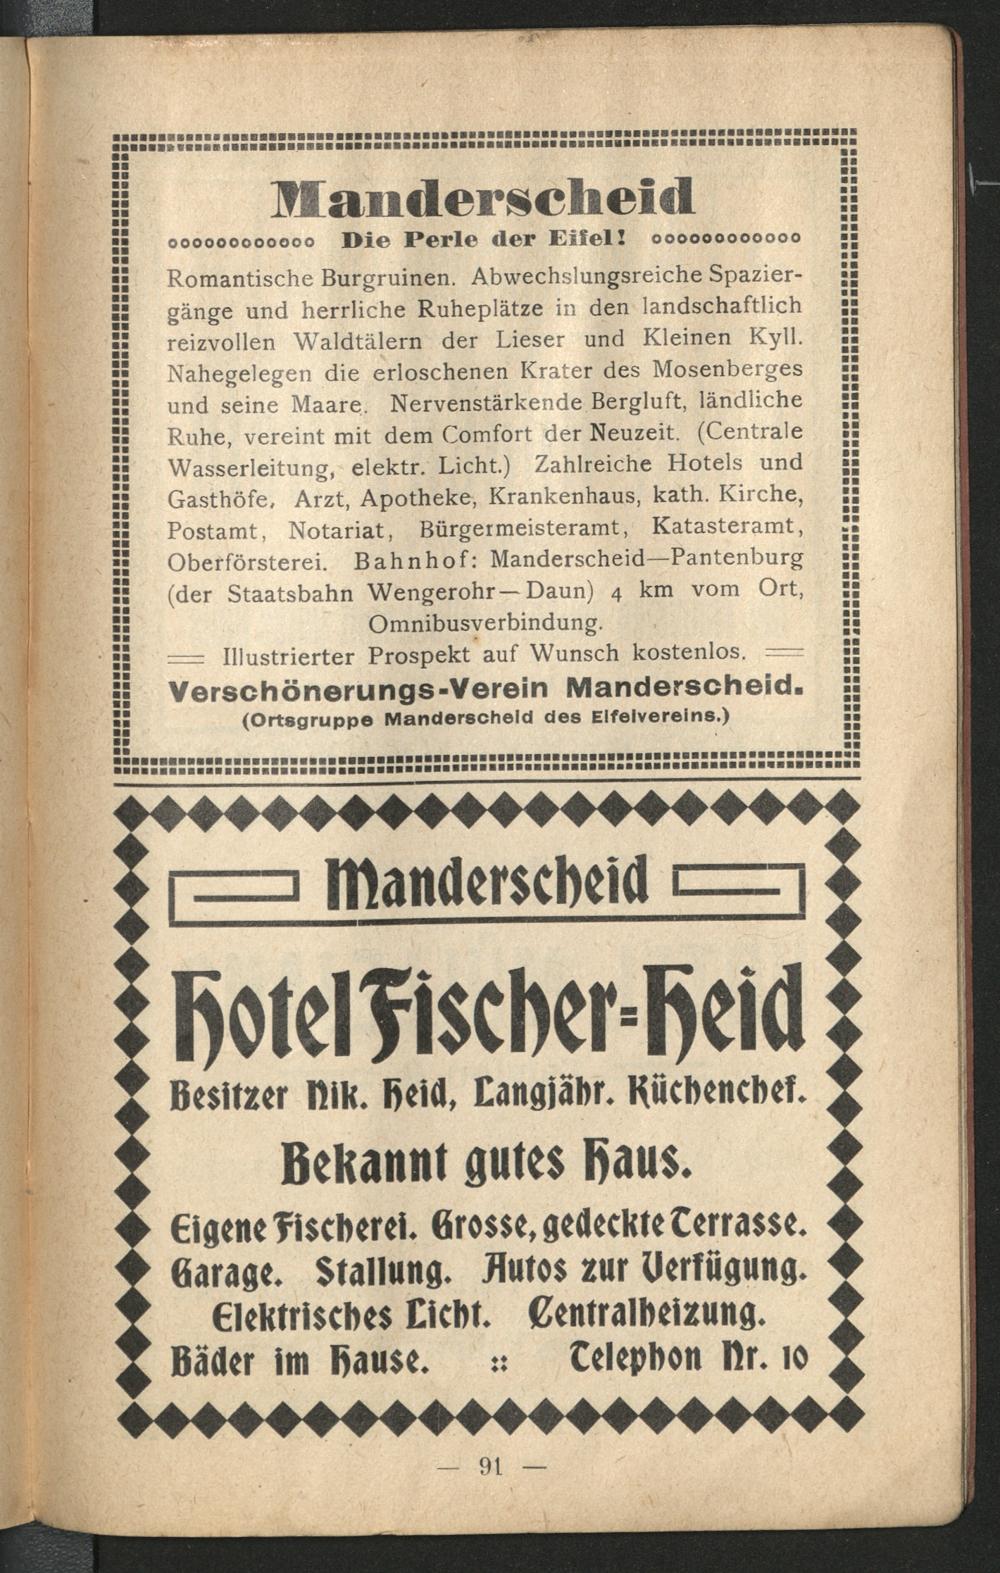 Manderscheid
Die Perle der Eifel!
Romantische Burgruinen. Abwechslungsreiche Spazier-
gänge und herrliche Ruheplätze in den landschaftlich
reizvollen Waldtälern der Lieser und Kleinen Kyll.
Nahegelegen die erloschenen Krater des Mosenberges
und seine Maare. Nervenstärkende Bergluft, ländliche
Ruhe, vereint mit dem Comfort der Neuzeit. (Centrale
Wasserleitung, elektr. Licht.) Zahlreiche Hotels und
Gasthöfe, Arzt, Apotheke, Krankenhaus, kath. Kirche,
Postamt, Notariat, Bürgermeisteramt, Katasteramt,
Oberförsterei. Bahnhof: Manderscheid—Pantenburg
(der Staatsbahn Wengerohr—Daun) 4 km vom Ort,
Omnibusverbindung.
Illustrierter Prospekt auf Wunsch kostenlos.
Verschönerungs-Verein Manderscheid.
(Ortsgruppe Manderscheid des Eifelvereins.)
Manderscheid
Hotel Fischer=Heid
Besitzer Nik. Heid, Langjähr. Küchenchef.
Bekannt gutes Haus.
Eigene Fischerei. Grosse, gedeckte Terrasse.
Garage. Stallung. Autos zur Verfügung.
Elektrisches Licht. Centralheizung.
Bäder im Hause. :: Telephon Nr. 10
— 91 —